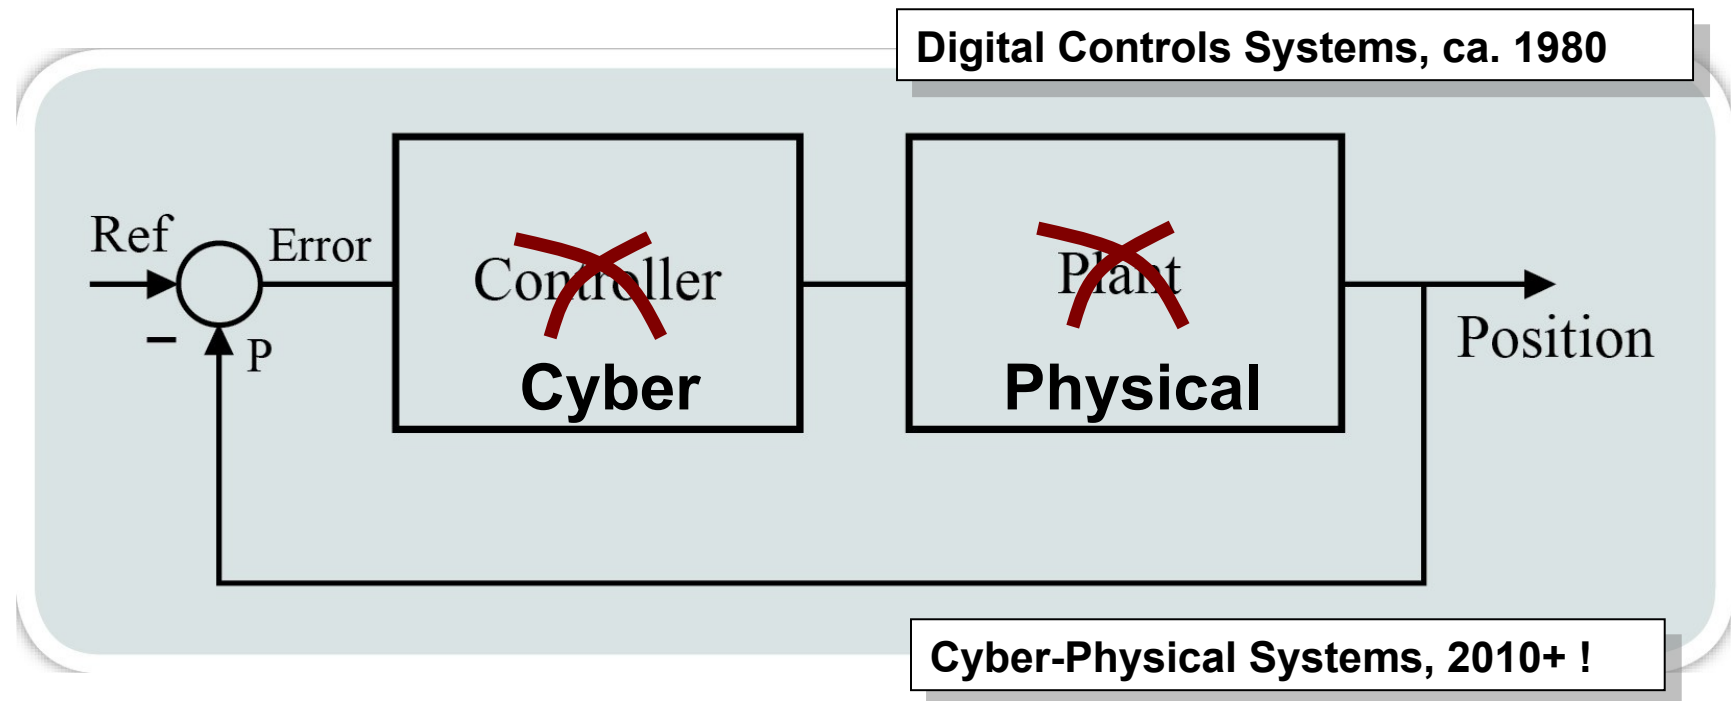 Digital Controls Systems, ca. 1980
Ref
Error
Controller
Plant
–
P
Position
Cyber
Physical
Cyber-Physical Systems, 2010+ !